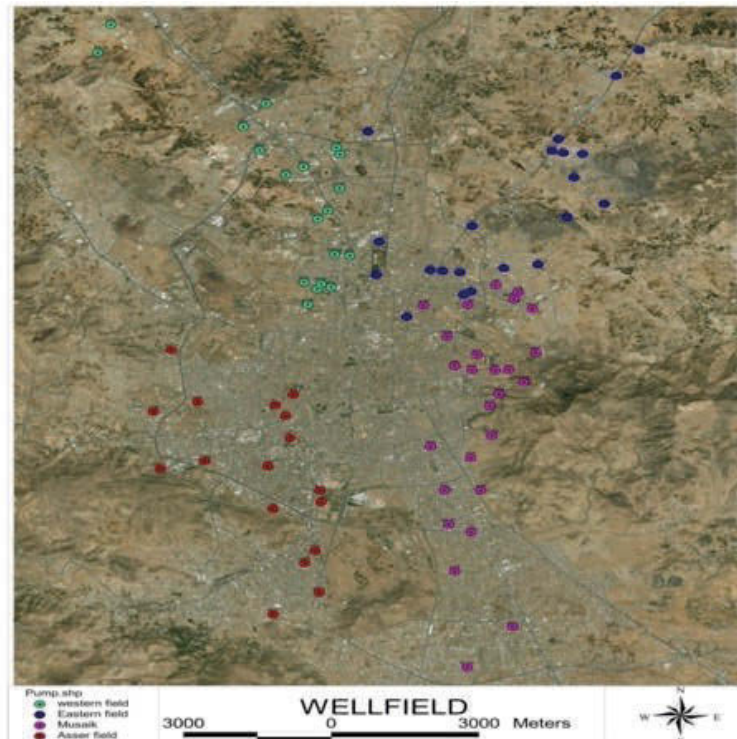 Pump.shp
western field
Eastern field
Musaik
Asser field
WELLFIELD
3000 0 3000 Meters
N
W E
S